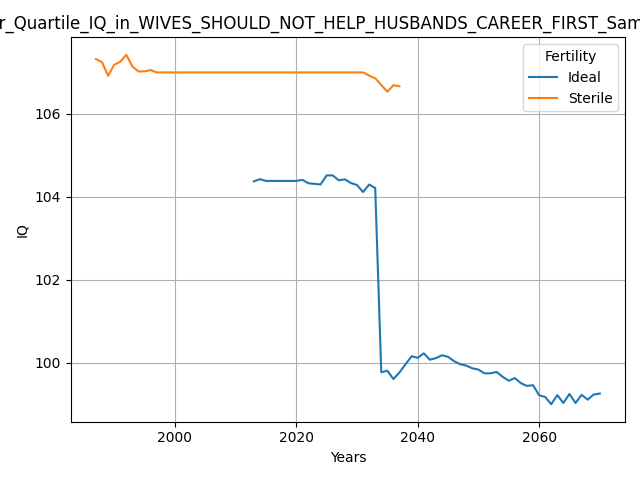 r_Quartile_IQ_in_WIVES_SHOULD_NOT_HELP_HUSBANDS_CAREER_FIRST_Sam
Fertility
Ideal
Sterile
106
104
102
100
IQ
2000
2020
2040
2060
Years